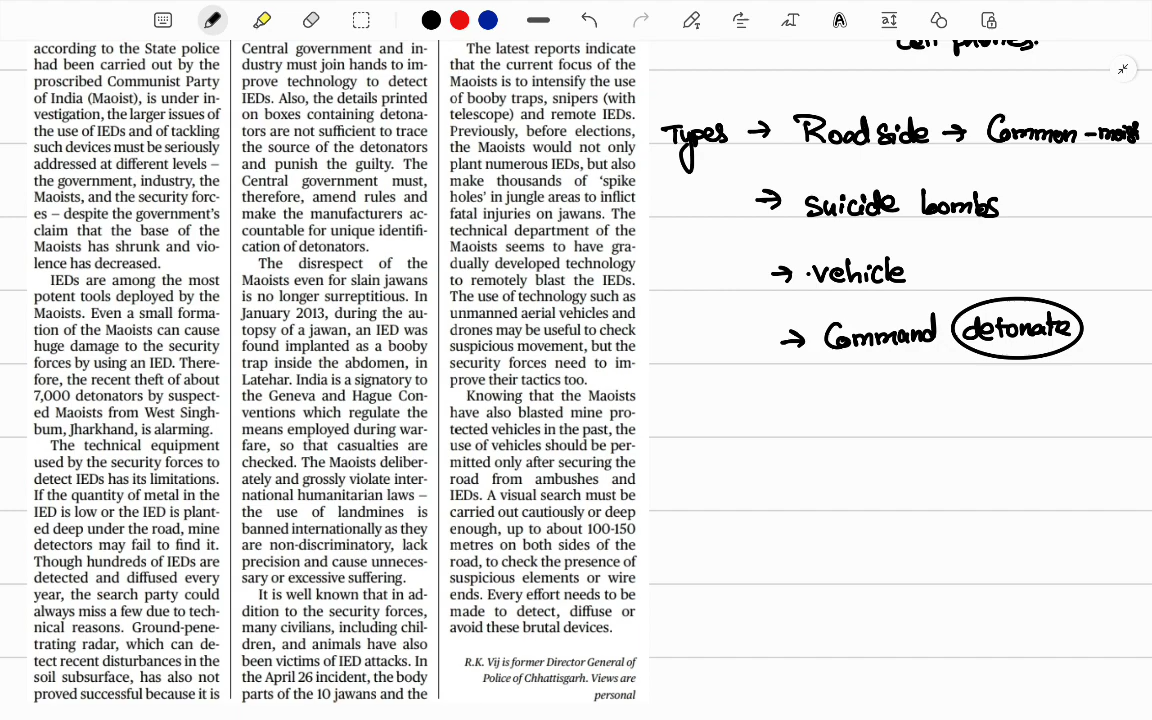 according to the State police
had been carried out by the
proscribed Communist Party
of India (Maoist), is under in-
vestigation, the larger issues of
the use of IEDs and of tackling
such devices must be seriously
addressed at different levels –
the government, industry, the
Maoists, and the security forc-
es – despite the government's
claim that the base of the
Maoists has shrunk and vio-
lence has decreased.
IEDs are among the most
potent tools deployed by the
Maoists. Even a small forma-
tion of the Maoists can cause
huge damage to the security
forces by using an IED. There-
fore, the recent theft of about
7,000 detonators by suspect-
ed Maoists from West Singh-
bum, Jharkhand, is alarming.
The technical equipment
used by the security forces to
detect IEDs has its limitations.
If the quantity of metal in the
IED is low or the IED is plant-
ed deep under the road, mine
detectors may fail to find it.
Though hundreds of IEDs are
detected and diffused every
year, the search party could
always miss a few due to tech-
nical reasons. Ground-pene-
trating radar, which can de-
tect recent disturbances in the
soil subsurface, has also not
proved successful because it is
Central government and in-
dustry must join hands to im-
prove technology to detect
IEDs. Also, the details printed
on boxes containing detona-
tors are not sufficient to trace
the source of the detonators
and punish the guilty. The
Central government must,
therefore, amend rules and
make the manufacturers ac-
countable for unique identifi-
cation of detonators.
The disrespect of the
Maoists even for slain jawans
is no longer surreptitious. In
January 2013, during the au-
topsy of a jawan, an IED was
found implanted as a booby
trap inside the abdomen, in
Latehar. India is a signatory to
the Geneva and Hague Con-
ventions which regulate the
means employed during war-
fare, so that casualties are
checked. The Maoists deliber-
ately and grossly violate inter-
national humanitarian laws –
the use of landmines is
banned internationally as they
are non-discriminatory, lack
precision and cause unneces-
sary or excessive suffering.
It is well known that in ad-
dition to the security forces,
many civilians, including chil-
dren, and animals have also
been victims of IED attacks. In
the April 26 incident, the body
parts of the 10 jawans and the
The latest reports indicate
that the current focus of the
Maoists is to intensify the use
of booby traps, snipers (with
telescope) and remote IEDs.
Previously, before elections,
the Maoists would not only
plant numerous IEDs, but also
make thousands of 'spike
holes' in jungle areas to inflict
fatal injuries on jawans. The
technical department of the
Maoists seems to have gra-
dually developed technology
to remotely blast the IEDs.
The use of technology such as
unmanned aerial vehicles and
drones may be useful to check
suspicious movement, but the
security forces need to im-
prove their tactics too.
Knowing that the Maoists
have also blasted mine pro-
tected vehicles in the past, the
use of vehicles should be per-
mitted only after securing the
road from ambushes and
IEDs. A visual search must be
carried out cautiously or deep
enough, up to about 100-150
metres on both sides of the
road, to check the presence of
suspicious elements or wire
ends. Every effort needs to be
made to detect, diffuse or
avoid these brutal devices.
R.K. Vij is former Director General of
Police of Chhattisgarh. Views are
personal
cell phones.
Types → Road side → Common -
→ suicide bombs
→ vehicle
→ Command detonate